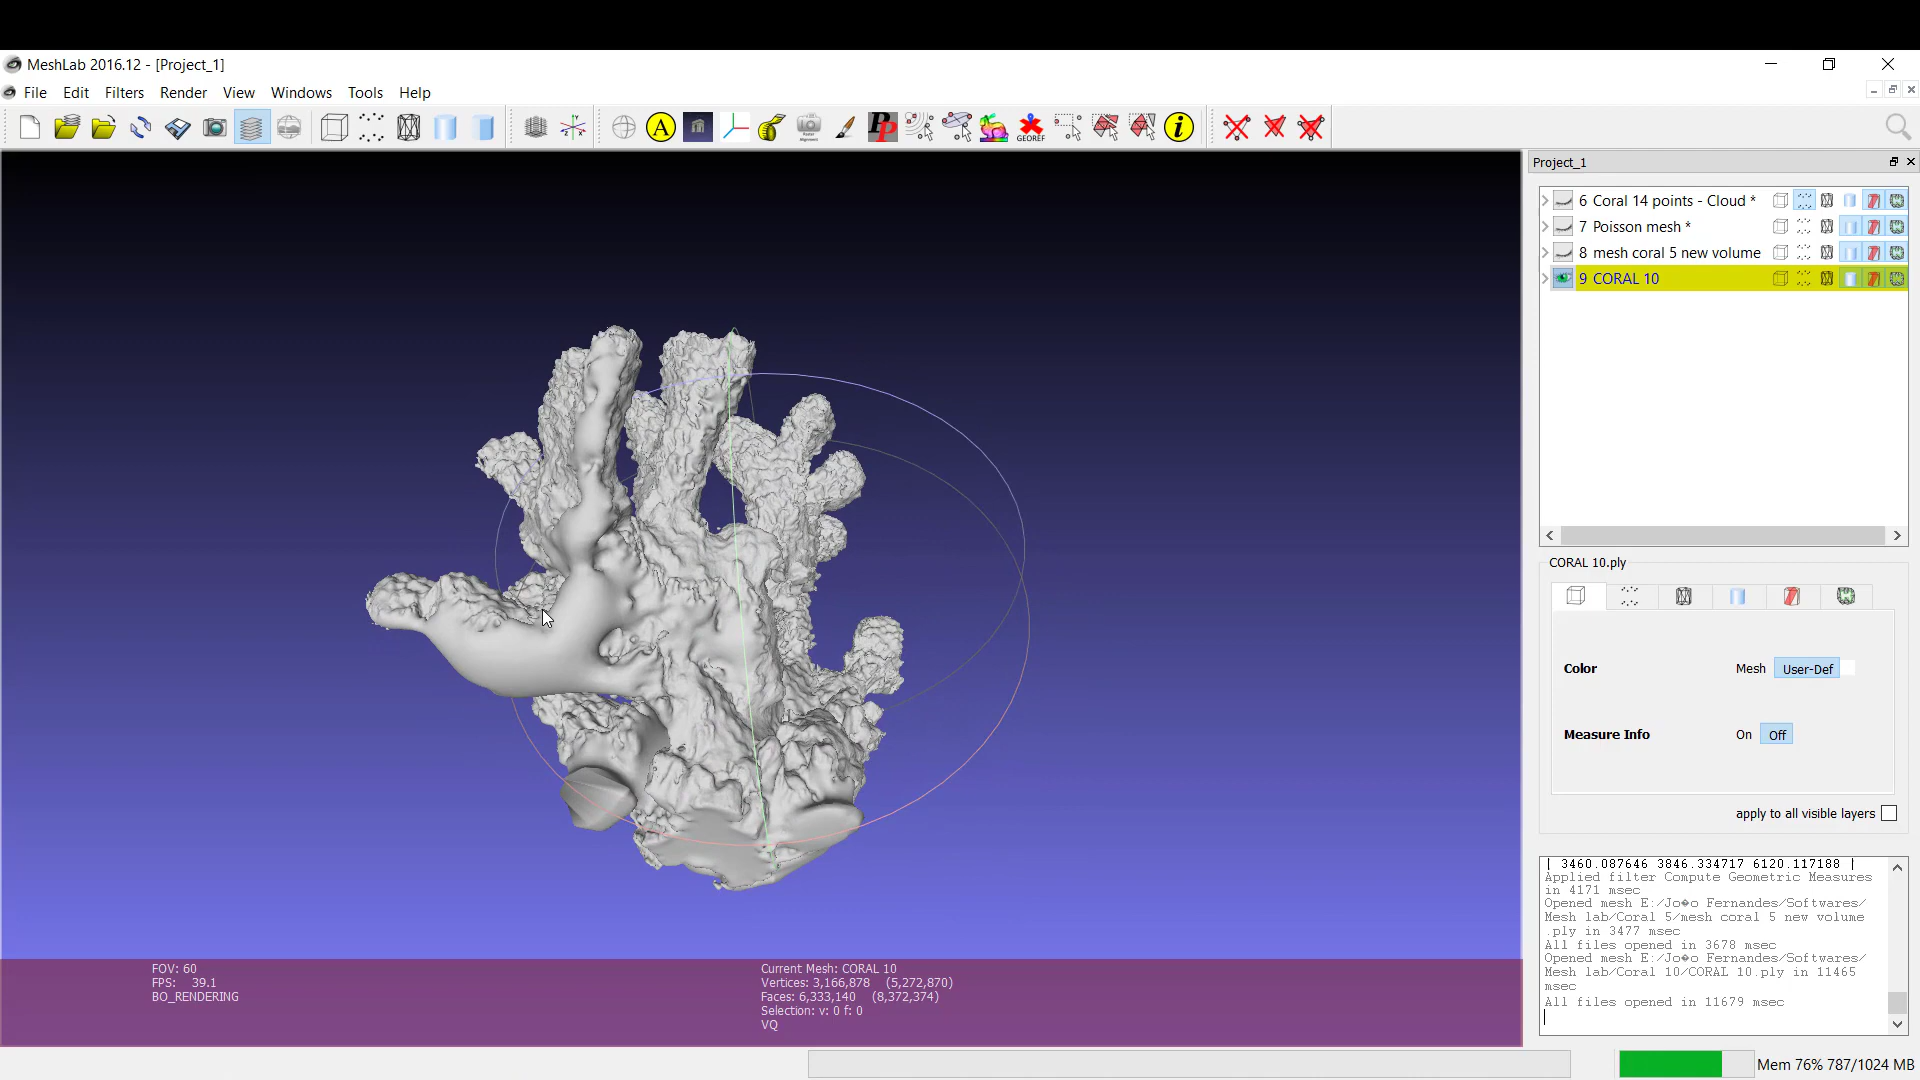 MeshLab 2016.12 - [Project_1]
File Edit Filters Render View Windows Tools Help
A
PP
GEOREF
i
Project_1
6 Coral 14 points - Cloud *
7 Poisson mesh *
8 mesh coral 5 new volume
9 CORAL 10
CORAL 10.ply
Color Mesh User-Def
Measure Info On Off
apply to all visible layers
| 3460.087646 3846.334717 6120.117188 |
Applied filter Compute Geometric Measures
in 4171 msec
Opened mesh E:/Jo�o Fernandes/Softwares/
Mesh lab/Coral 5/mesh coral 5 new volume
.ply in 3477 msec
All files opened in 3678 msec
Opened mesh E:/Jo�o Fernandes/Softwares/
Mesh lab/Coral 10/CORAL 10.ply in 11465
msec
All files opened in 11679 msec
FOV: 60
FPS: 39.1
BO_RENDERING
Current Mesh: CORAL 10
Vertices: 3,166,878 (5,272,870)
Faces: 6,333,140 (8,372,374)
Selection: v: 0 f: 0
VQ
Mem 76% 787/1024 MB